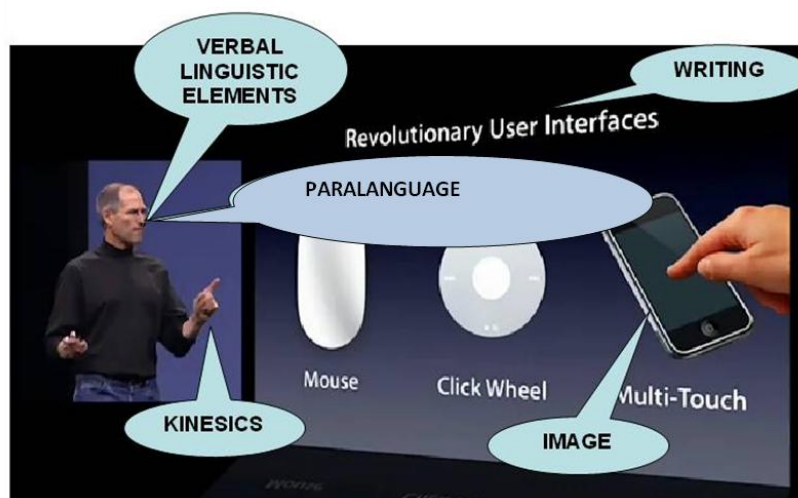 VERBAL
LINGUISTIC
ELEMENTS
WRITING
Revolutionary User Interfaces
PARALANGUAGE
Mouse
Click Wheel
Multi-Touch
KINESICS
IMAGE